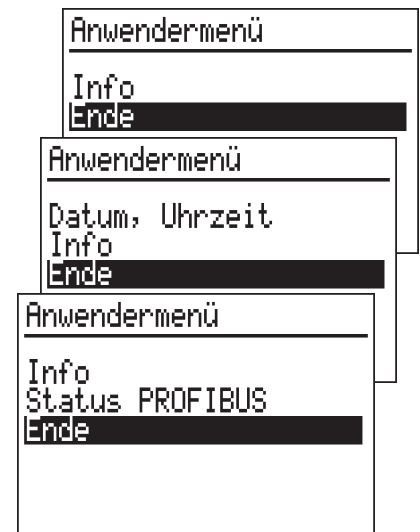 Anwendermenü
Info
Ende
Anwendermenü
Datum, Uhrzeit
Info
Ende
Anwendermenü
Info
Status PROFIBUS
Ende